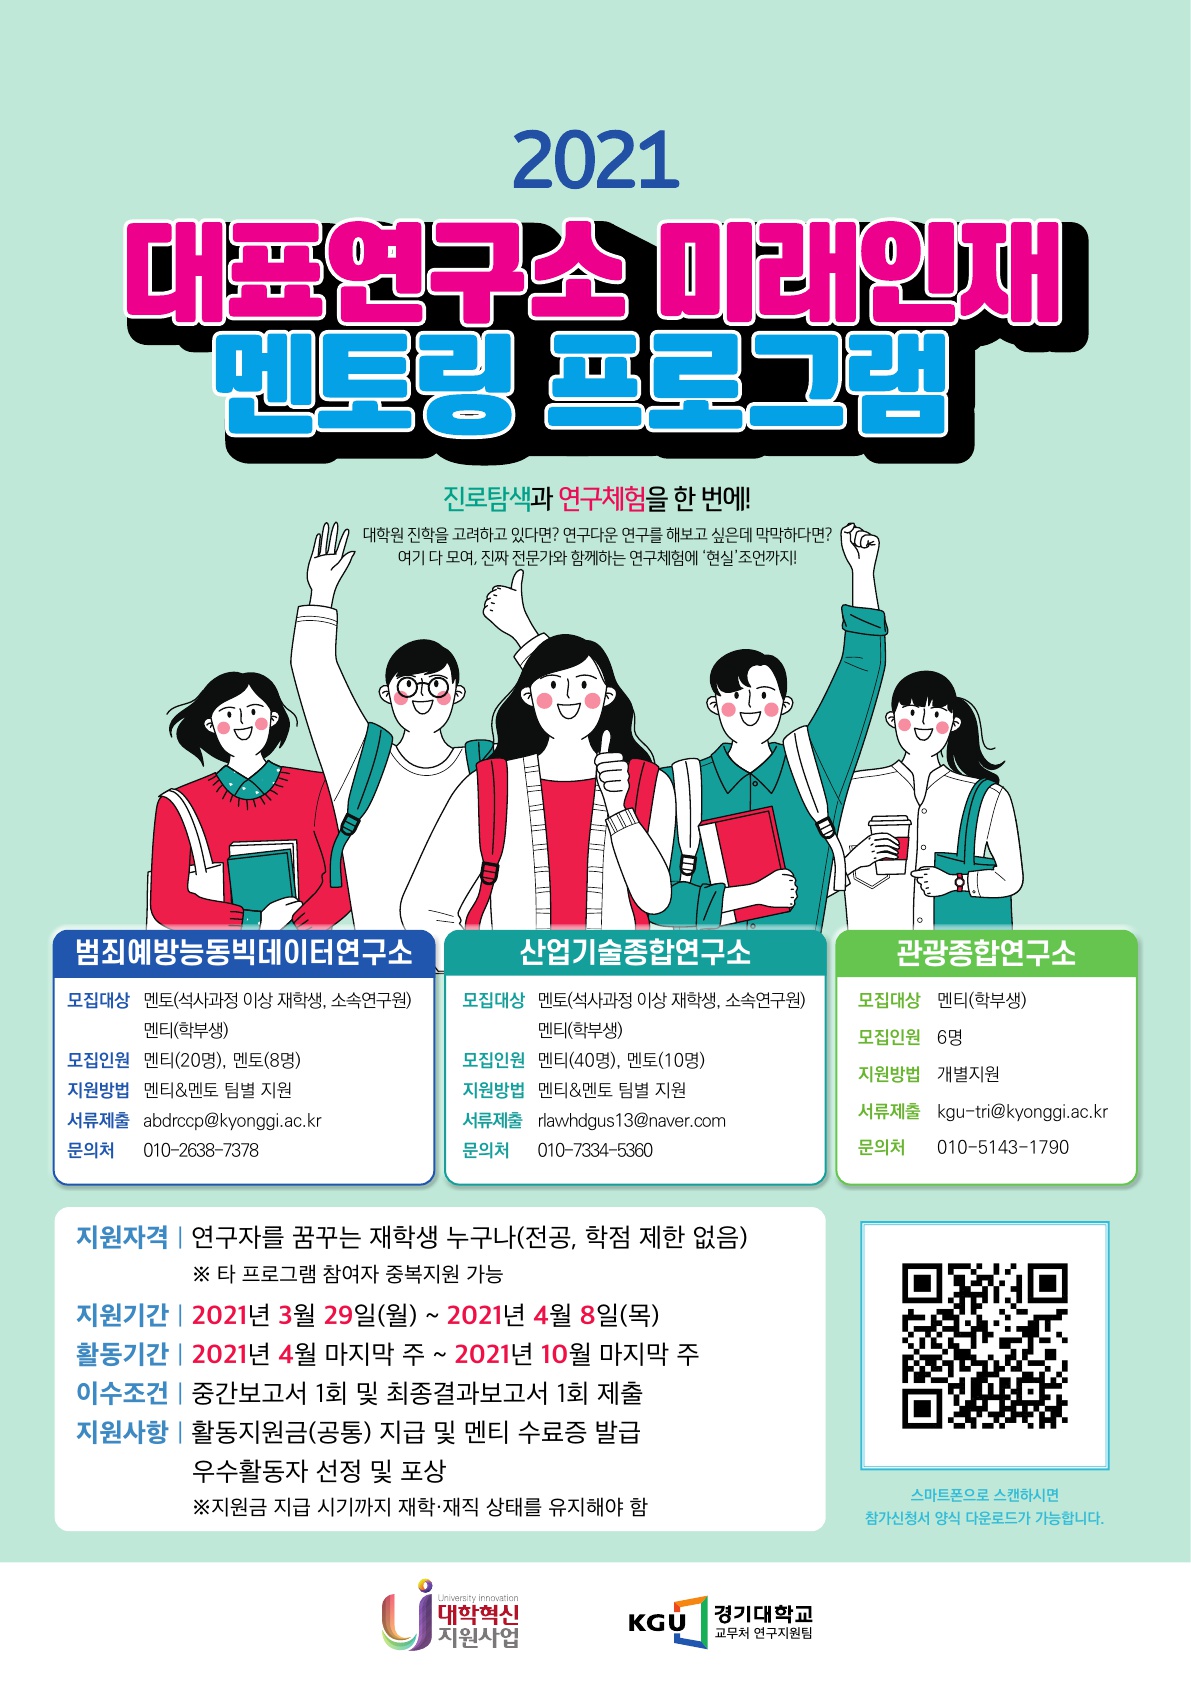 2021
대표연구소 미래인재
멘토링 프로그램
진로탐색과 연구체험을 한 번에!
대학원 진학을 고려하고 있다면? 연구다운 연구를 해보고 싶은데 막막하다면?
여기 다 모여, 진짜 전문가와 함께하는 연구체험에 ‘현실’조언까지!
범죄예방능동빅데이터연구소
모집대상 멘토(석사과정 이상 재학생, 소속연구원)
멘티(학부생)
모집인원 멘티(20명), 멘토(8명)
지원방법 멘티&멘토 팀별 지원
서류제출 abdrccp@kyonggi.ac.kr
문의처 010-2638-7378
산업기술종합연구소
모집대상 멘토(석사과정 이상 재학생, 소속연구원)
멘티(학부생)
모집인원 멘티(40명), 멘토(10명)
지원방법 멘티&멘토 팀별 지원
서류제출 rlawhdgus13@naver.com
문의처 010-7334-5360
관광종합연구소
모집대상 멘티(학부생)
모집인원 6명
지원방법 개별지원
서류제출 kgu-tri@kyonggi.ac.kr
문의처 010-5143-1790
지원자격 | 연구자를 꿈꾸는 재학생 누구나(전공, 학점 제한 없음)
※ 타 프로그램 참여자 중복지원 가능
지원기간 | 2021년 3월 29일(월) ~ 2021년 4월 8일(목)
활동기간 | 2021년 4월 마지막 주 ~ 2021년 10월 마지막 주
이수조건 | 중간보고서 1회 및 최종결과보고서 1회 제출
지원사항 | 활동지원금(공통) 지급 및 멘티 수료증 발급
우수활동자 선정 및 포상
※지원금 지급 시기까지 재학·재직 상태를 유지해야 함
스마트폰으로 스캔하시면
참가신청서 양식 다운로드가 가능합니다.
University innovation
대학혁신
지원사업
KGU 경기대학교
교무처 연구지원팀